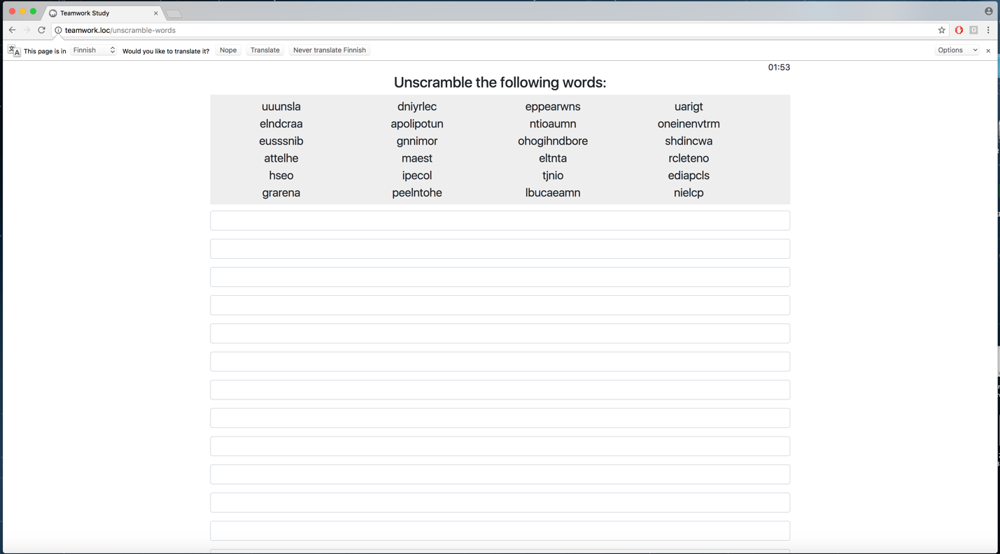 Teamwork Study
teamwork.loc/unscramble-words
This page is in Finnish Would you like to translate it? Nope Translate Never translate Finnish Options
01:53
Unscramble the following words:
uuunsla dniyrlec eppearwns uarigt
elndcraa apolipotun ntioaumn oneinenvtrm
eusssnib gnnimor ohogihndbore shdincwa
attelhe maest eltnta rcleteno
hseo ipecol tjnio ediapcls
grarena peelntohe lbucaeamn nielcp